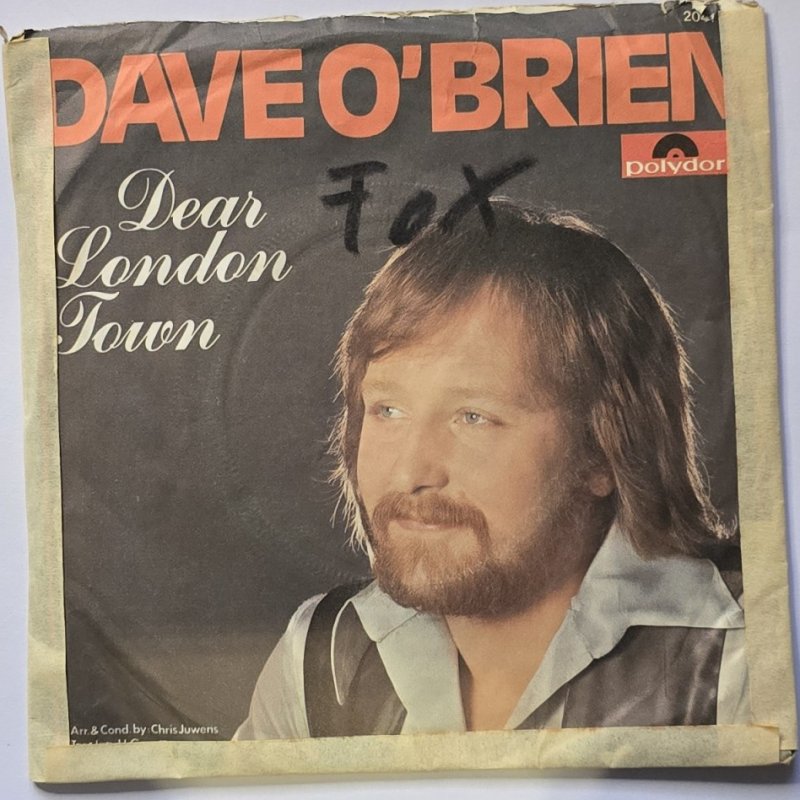 DAVE O'BRIEN
polydor
Dear
London
Town
Fox
Arr. & Cond. by: Chris Juwens